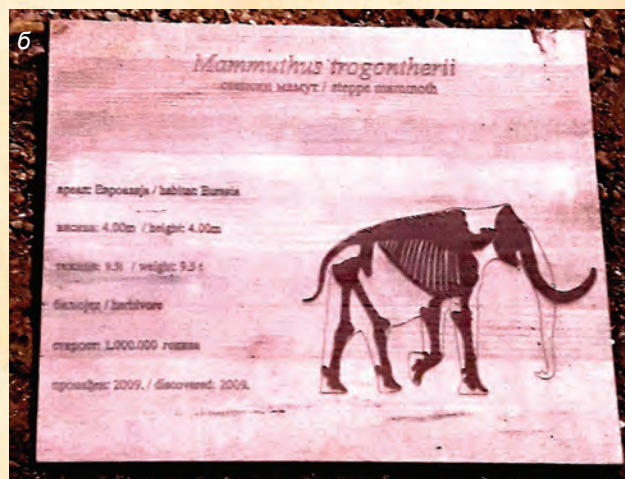 б
Mammuthus trogontherii
степски мамут / steppe mammoth
ареал: Евроазија / habitat: Eurasia
висина: 4.00m / height: 4.00m
тежина: 9.5t / weight: 9.5 t
биљојед / herbivore
старост: 1.000.000 година
пронађен: 2009. / discovered: 2009.